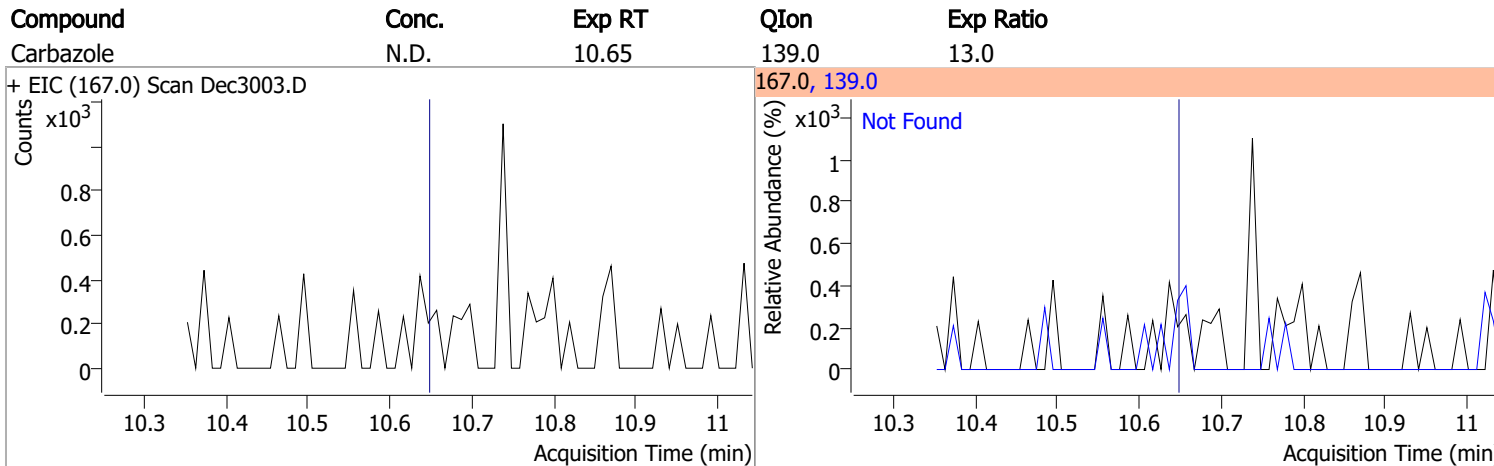 Compound Conc. Exp RT QIon Exp Ratio
Carbazole N.D. 10.65 139.0 13.0
+ EIC (167.0) Scan Dec3003.D
Counts
x10³
0.8
0.6
0.4
0.2
0
10.3 10.4 10.5 10.6 10.7 10.8 10.9 11
Acquisition Time (min)
167.0, 139.0
Relative Abundance (%)
x10³
Not Found
1
0.8
0.6
0.4
0.2
0
10.3 10.4 10.5 10.6 10.7 10.8 10.9 11
Acquisition Time (min